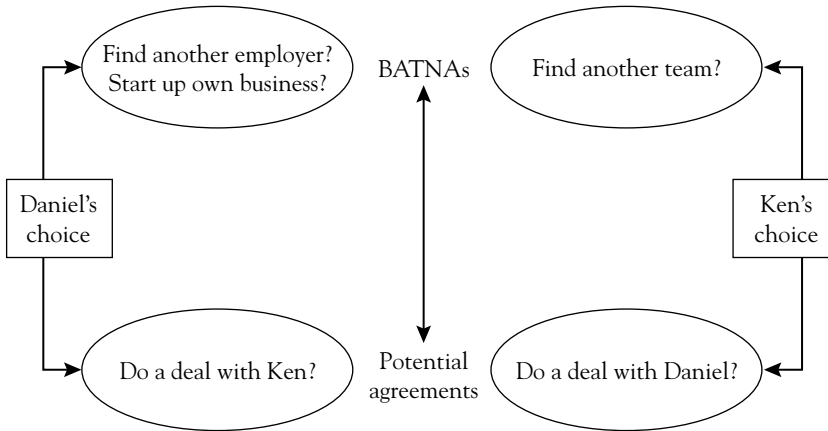 Find another employer?
Start up own business?
BATNAs
Find another team?
Daniel's
choice
Ken's
choice
Do a deal with Ken?
Potential
agreements
Do a deal with Daniel?